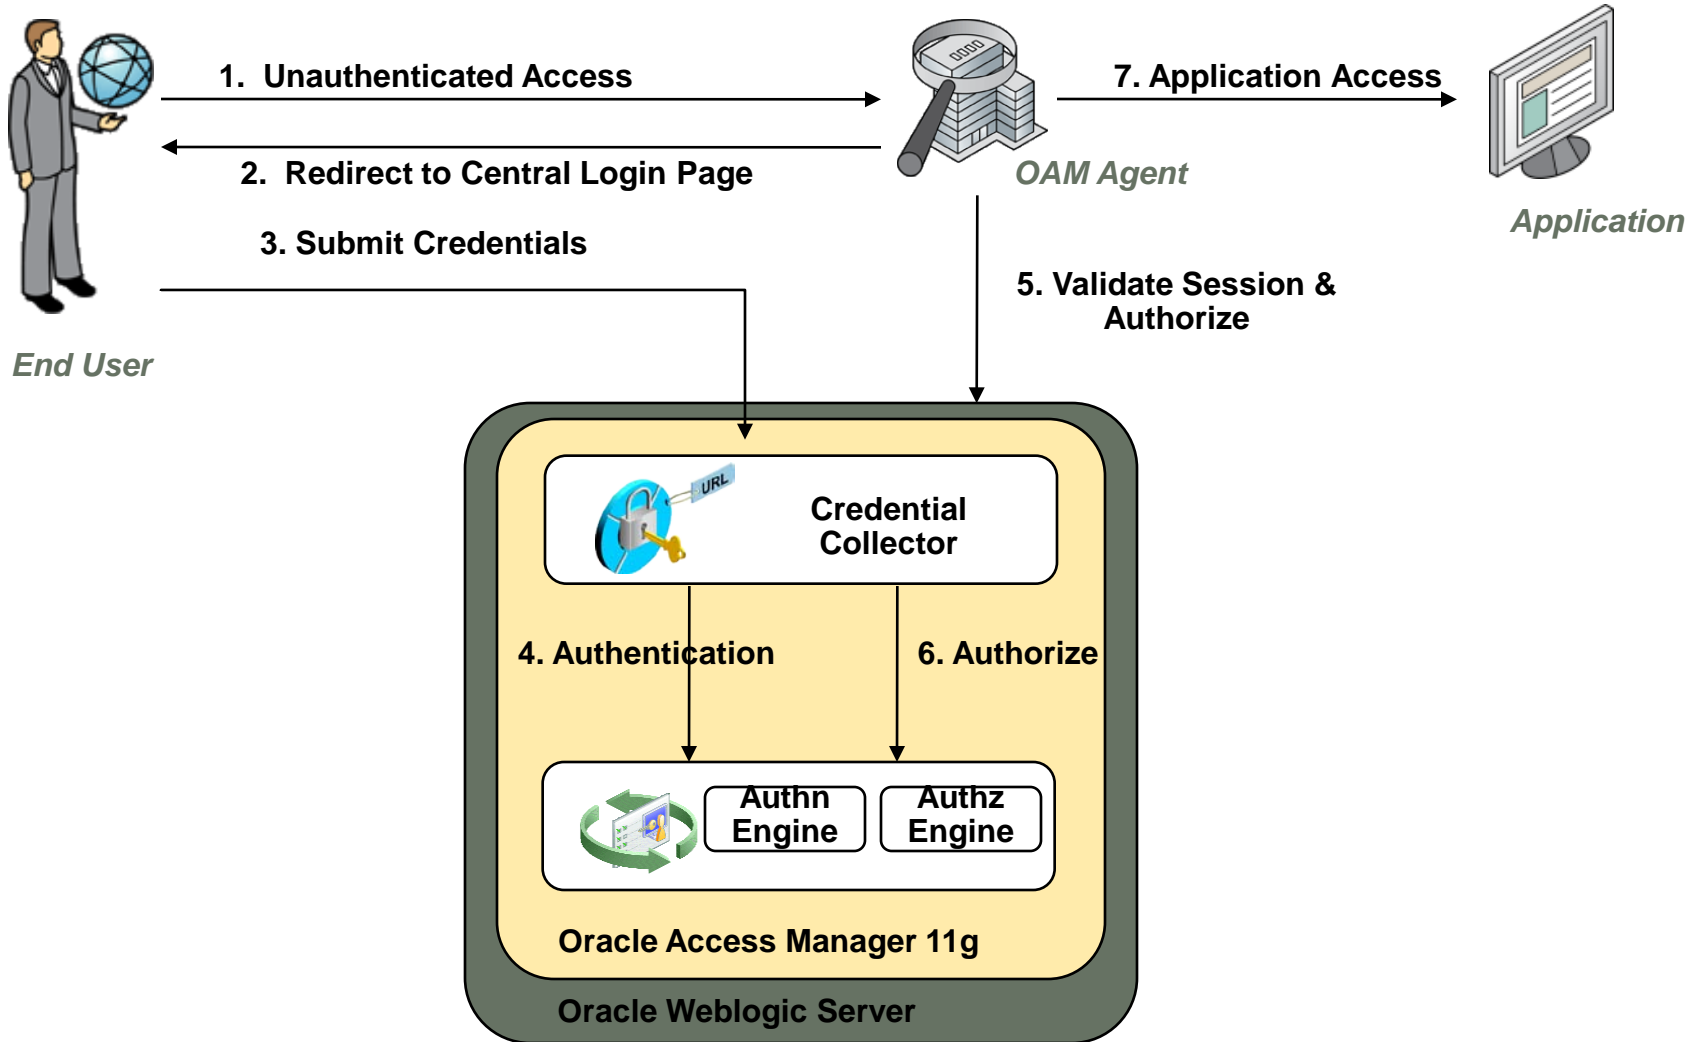 1. Unauthenticated Access
7. Application Access
2. Redirect to Central Login Page
OAM Agent
3. Submit Credentials
Application
5. Validate Session &
Authorize
End User
URL
Credential
Collector
4. Authentication
6. Authorize
Authn
Engine
Authz
Engine
Oracle Access Manager 11g
Oracle Weblogic Server